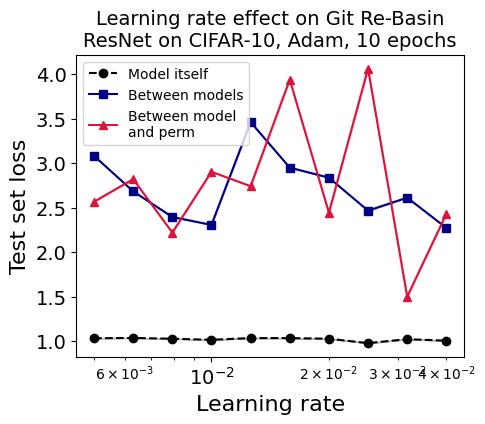 Learning rate effect on Git Re-Basin
ResNet on CIFAR-10, Adam, 10 epochs
Model itself
Between models
Between model
and perm
Test set loss
4.0
3.5
3.0
2.5
2.0
1.5
1.0
6 × 10⁻³
10⁻²
2 × 10⁻²
3 × 10⁻²
4 × 10⁻²
Learning rate